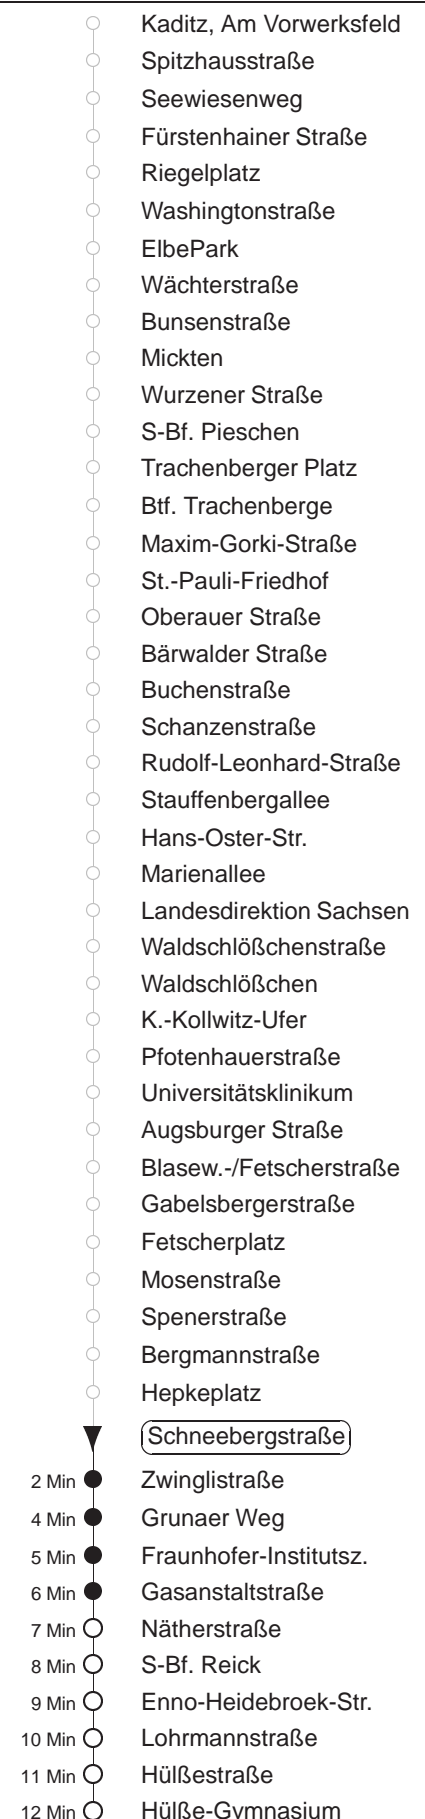 Kaditz, Am Vorwerksfeld
Spitzhausstraße
Seewiesenweg
Fürstenhainer Straße
Riegelplatz
Washingtonstraße
ElbePark
Wächterstraße
Bunsenstraße
Mickten
Wurzener Straße
S-Bf. Pieschen
Trachenberger Platz
Btf. Trachenberge
Maxim-Gorki-Straße
St.-Pauli-Friedhof
Oberauer Straße
Bärwalder Straße
Buchenstraße
Schanzenstraße
Rudolf-Leonhard-Straße
Stauffenbergallee
Hans-Oster-Str.
Marienallee
Landesdirektion Sachsen
Waldschlößchenstraße
Waldschlößchen
K.-Kollwitz-Ufer
Pfotenhauerstraße
Universitätsklinikum
Augsburger Straße
Blasew.-/Fetscherstraße
Gabelsbergerstraße
Fetscherplatz
Mosenstraße
Spenerstraße
Bergmannstraße
Hepkeplatz
Schneebergstraße
2 Min Zwinglistraße
4 Min Grunaer Weg
5 Min Fraunhofer-Institutsz.
6 Min Gasanstaltstraße
7 Min Nätherstraße
8 Min S-Bf. Reick
9 Min Enno-Heidebroek-Str.
10 Min Lohrmannstraße
11 Min Hülßestraße
12 Min Hülße-Gymnasium